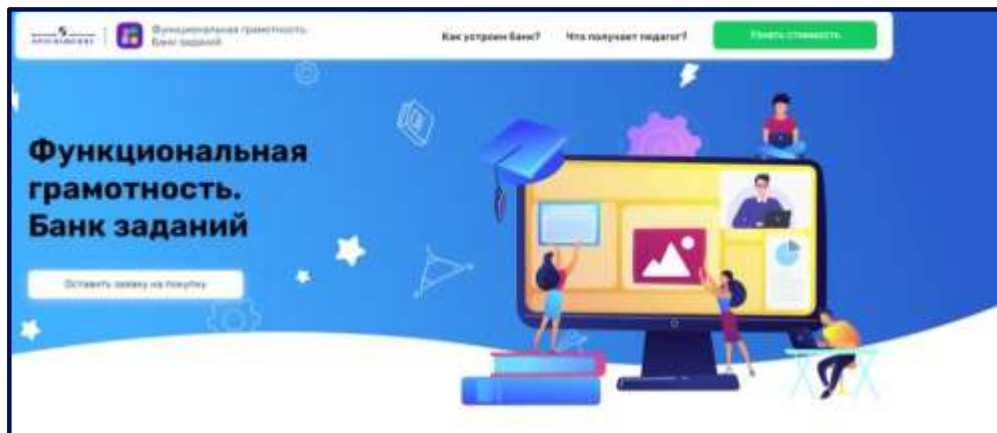 ПРОСВЕЩЕНИЕ
Функциональная грамотность.
Банк заданий
Как устроен банк?
Что получает педагог?
Узнать стоимость
Функциональная
грамотность.
Банк заданий
Оставить заявку на покупку